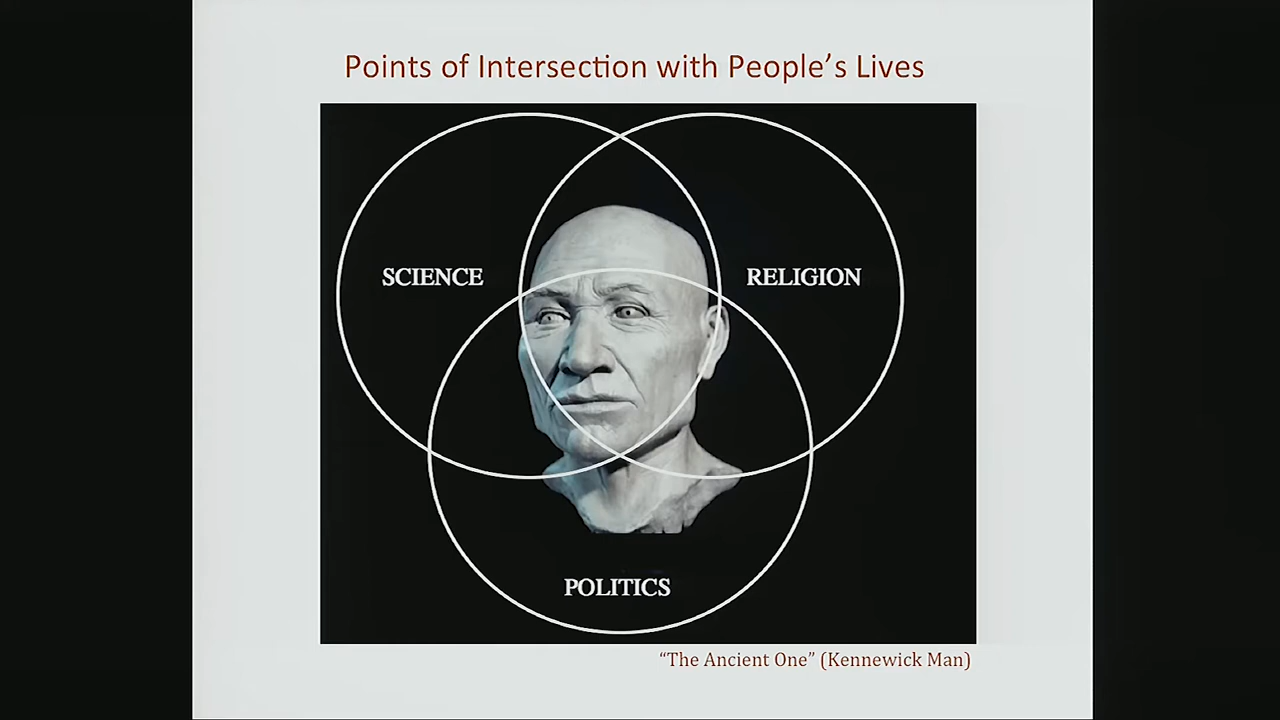 Points of Intersection with People’s Lives
SCIENCE
RELIGION
POLITICS
“The Ancient One” (Kennewick Man)